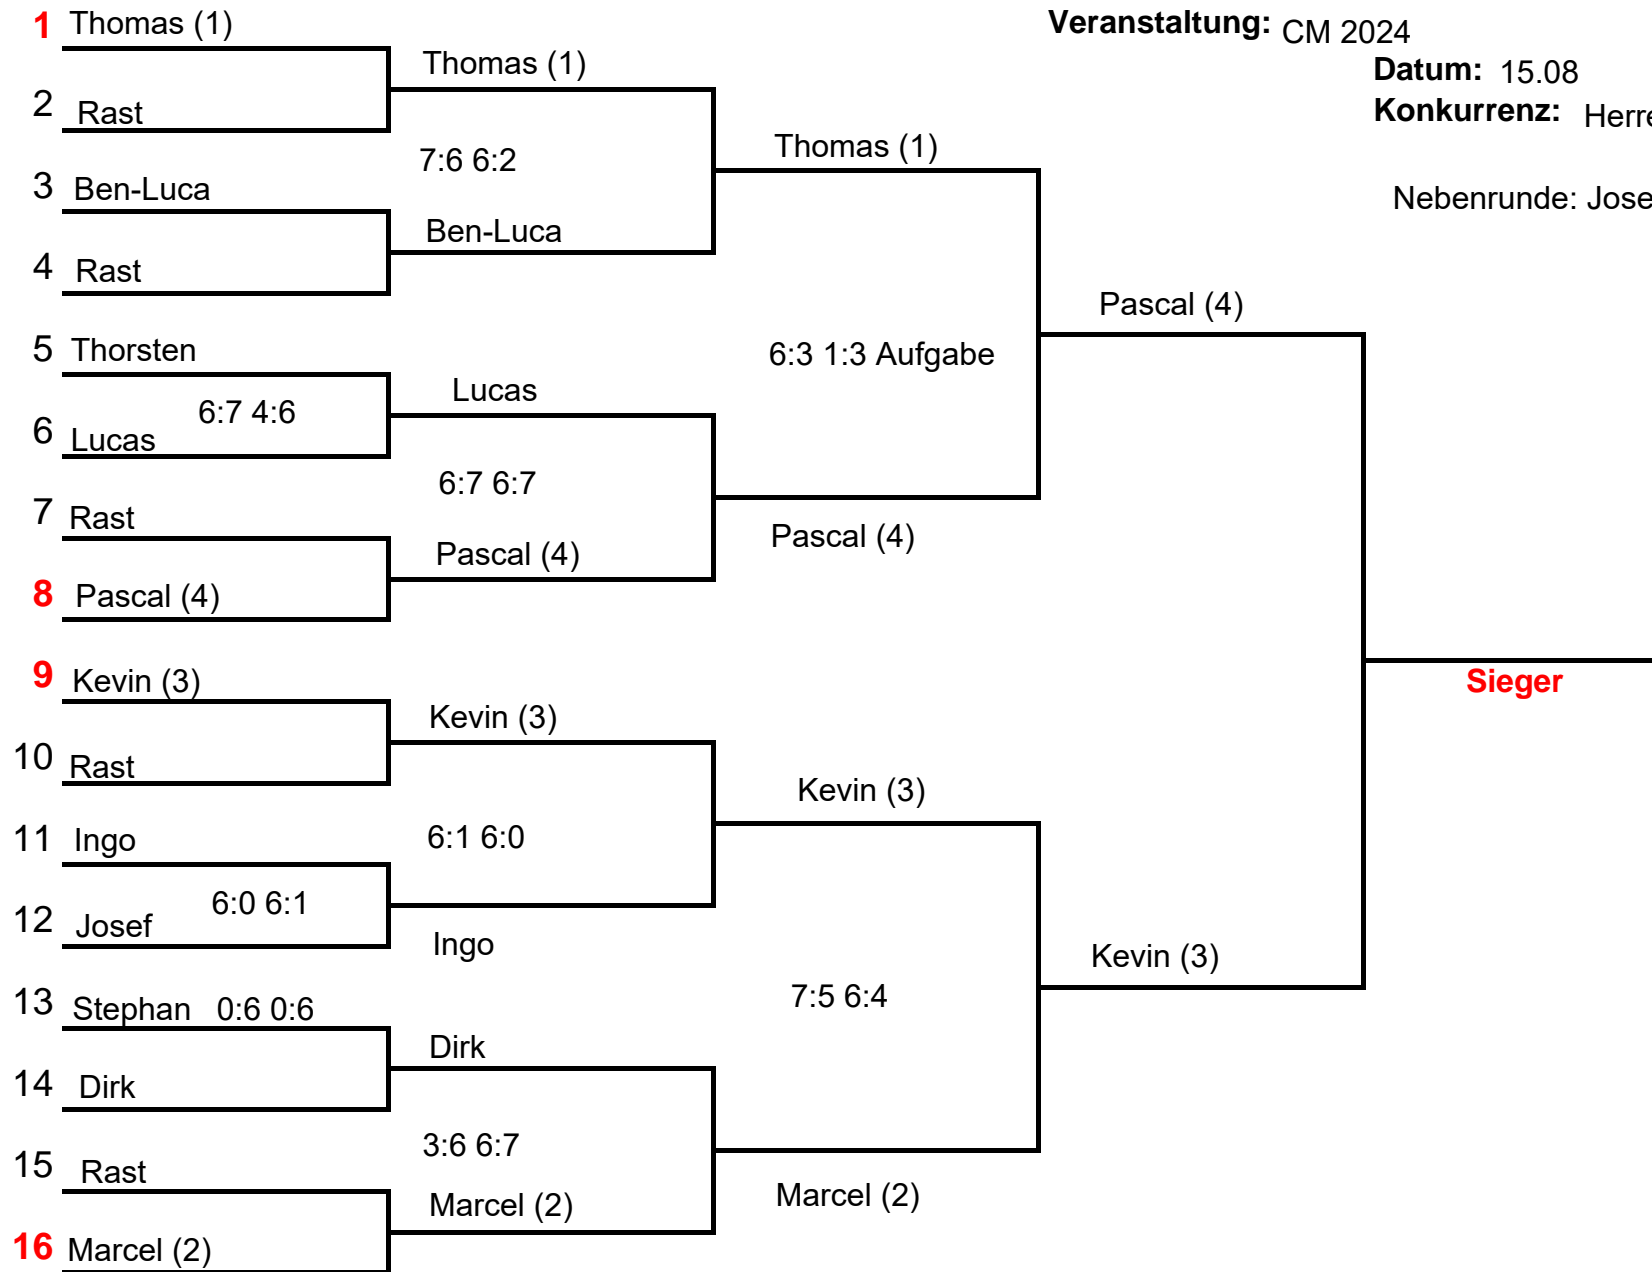 1 Thomas (1)
Veranstaltung: CM 2024
Thomas (1)
Datum: 15.08
2 Rast
Konkurrenz: Herre
7:6 6:2
Thomas (1)
3 Ben-Luca
Nebenrunde: Jose
Ben-Luca
4 Rast
Pascal (4)
5 Thorsten
6:3 1:3 Aufgabe
Lucas
6:7 4:6
6 Lucas
6:7 6:7
7 Rast
Pascal (4)
Pascal (4)
8 Pascal (4)
9 Kevin (3)
Sieger
Kevin (3)
10 Rast
Kevin (3)
11 Ingo
6:1 6:0
6:0 6:1
12 Josef
Ingo
Kevin (3)
13 Stephan 0:6 0:6
7:5 6:4
Dirk
14 Dirk
3:6 6:7
15 Rast
Marcel (2)
Marcel (2)
16 Marcel (2)